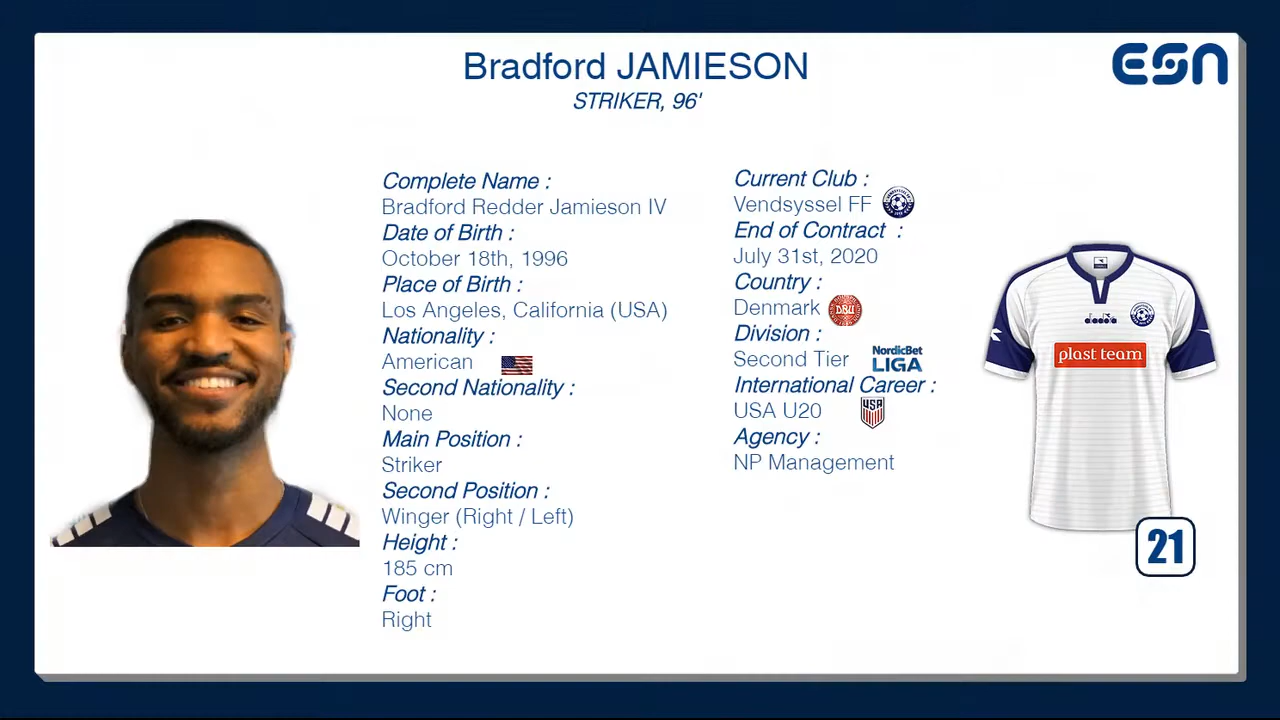 Bradford JAMIESON
ESN
STRIKER, 96'
Complete Name :
Bradford Redder Jamieson IV
Date of Birth :
October 18th, 1996
Place of Birth :
Los Angeles, California (USA)
Nationality :
American
Second Nationality :
None
Main Position :
Striker
Second Position :
Winger (Right / Left)
Height :
185 cm
Foot :
Right
Current Club :
Vendsyssel FF
End of Contract :
July 31st, 2020
Country :
Denmark
DBU
Division :
Second Tier
NordicBet
LIGA
International Career :
USA U20
USA
Agency :
NP Management
diadora
plast team
21